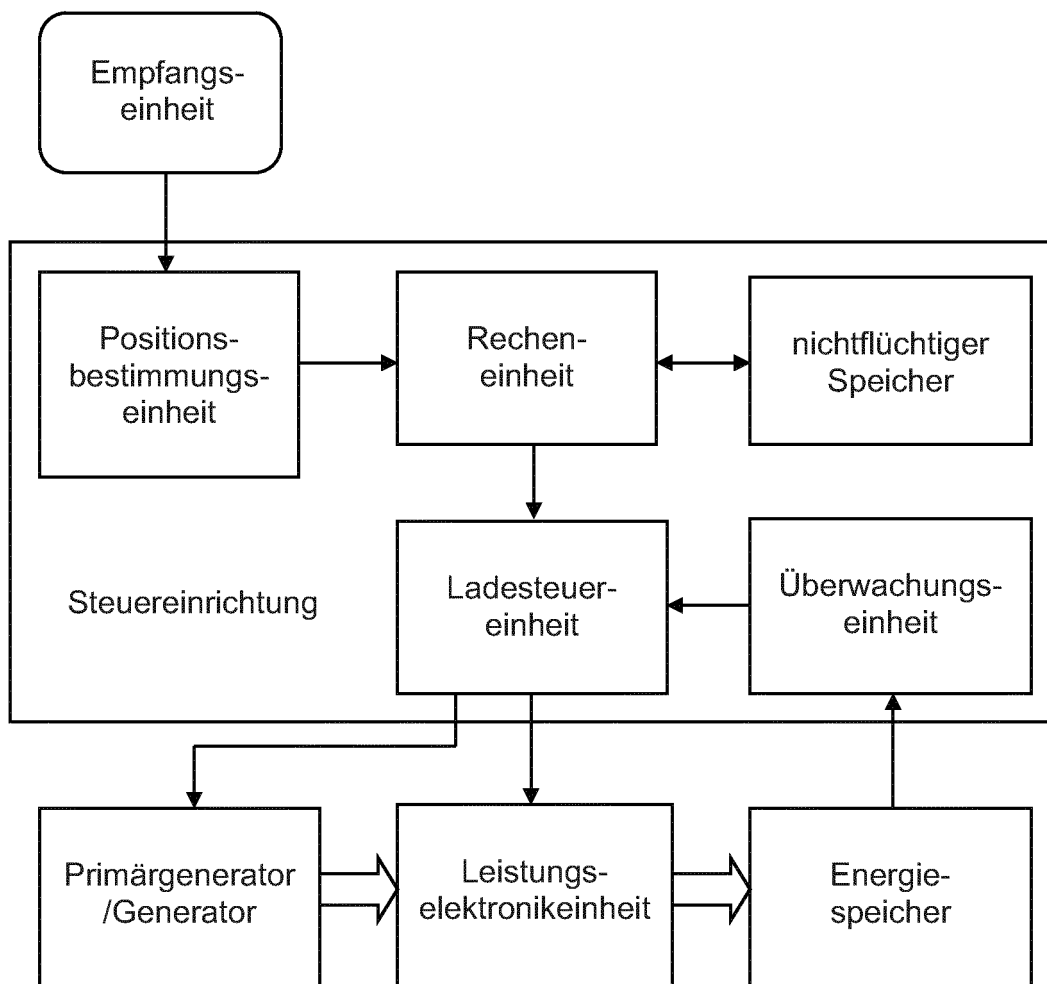 Empfangs-
einheit
Positions-
bestimmungs-
einheit
Rechen-
einheit
nichtflüchtiger
Speicher
Steuereinrichtung
Ladesteuer-
einheit
Überwachungs-
einheit
Primärgenerator
/Generator
Leistungs-
elektronikeinheit
Energie-
speicher